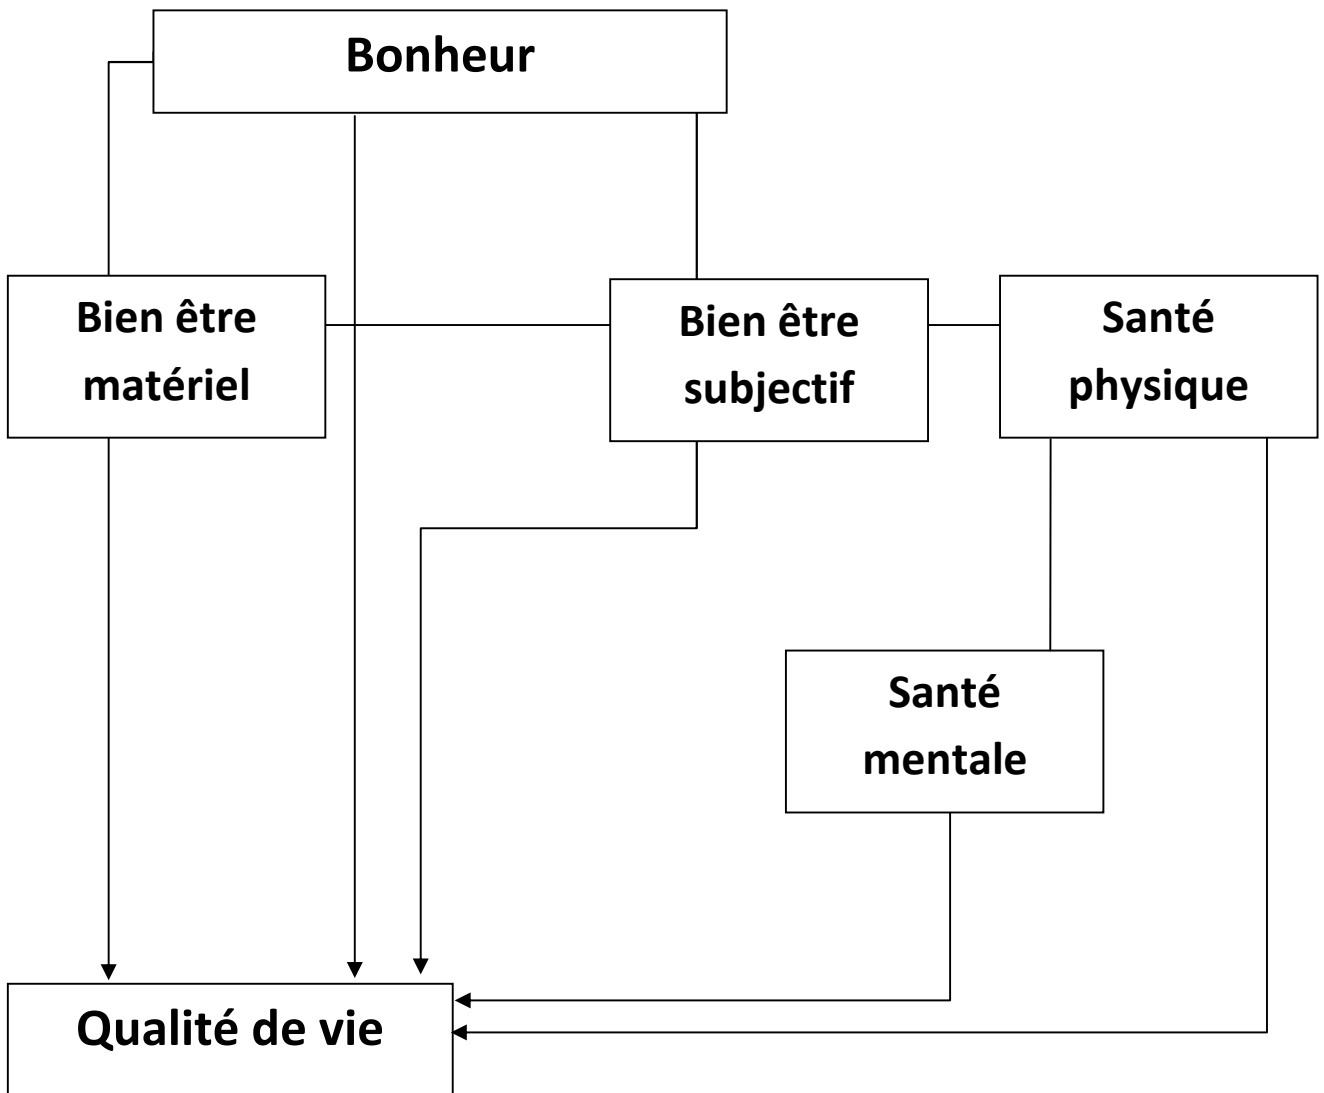 Bonheur
Bien être
matériel
Bien être
subjectif
Santé
physique
Santé
mentale
Qualité de vie